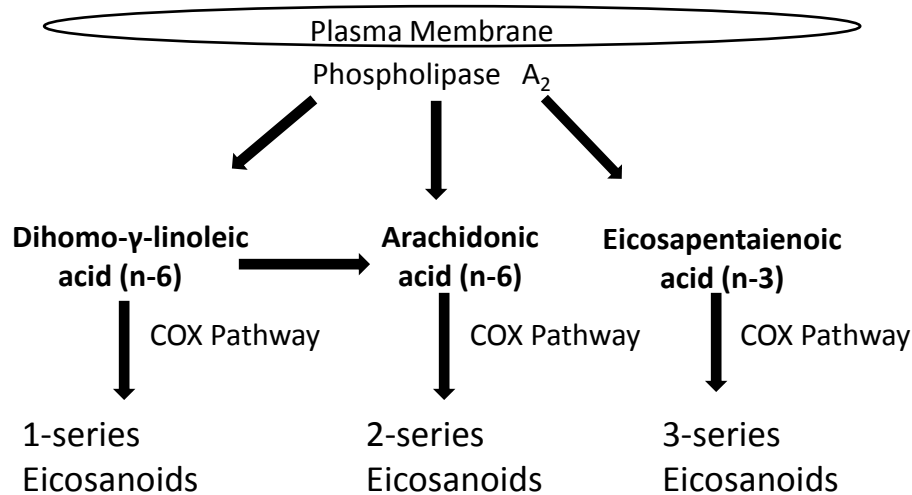 Plasma Membrane
Phospholipase A₂
Dihomo-γ-linoleic
acid (n-6)
Arachidonic
acid (n-6)
Eicosapentaienoic
acid (n-3)
COX Pathway
COX Pathway
COX Pathway
1-series
Eicosanoids
2-series
Eicosanoids
3-series
Eicosanoids